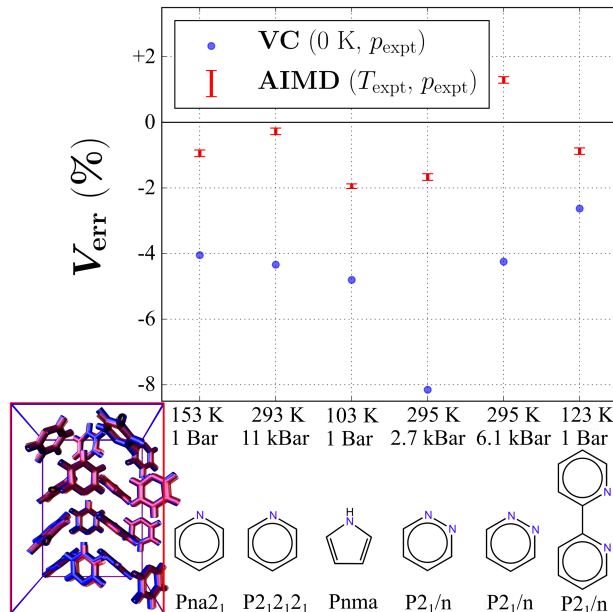 VC (0 K, pexpt)
AIMD (Texpt, pexpt)
Verr (%)
+2
0
-2
-4
-6
-8
153 K 293 K 103 K 295 K 295 K 123 K
1 Bar 11 kBar 1 Bar 2.7 kBar 6.1 kBar 1 Bar
N N H N N N N N N N
Pna2₁ P2₁2₁2₁ Pnma P2₁/n P2₁/n P2₁/n